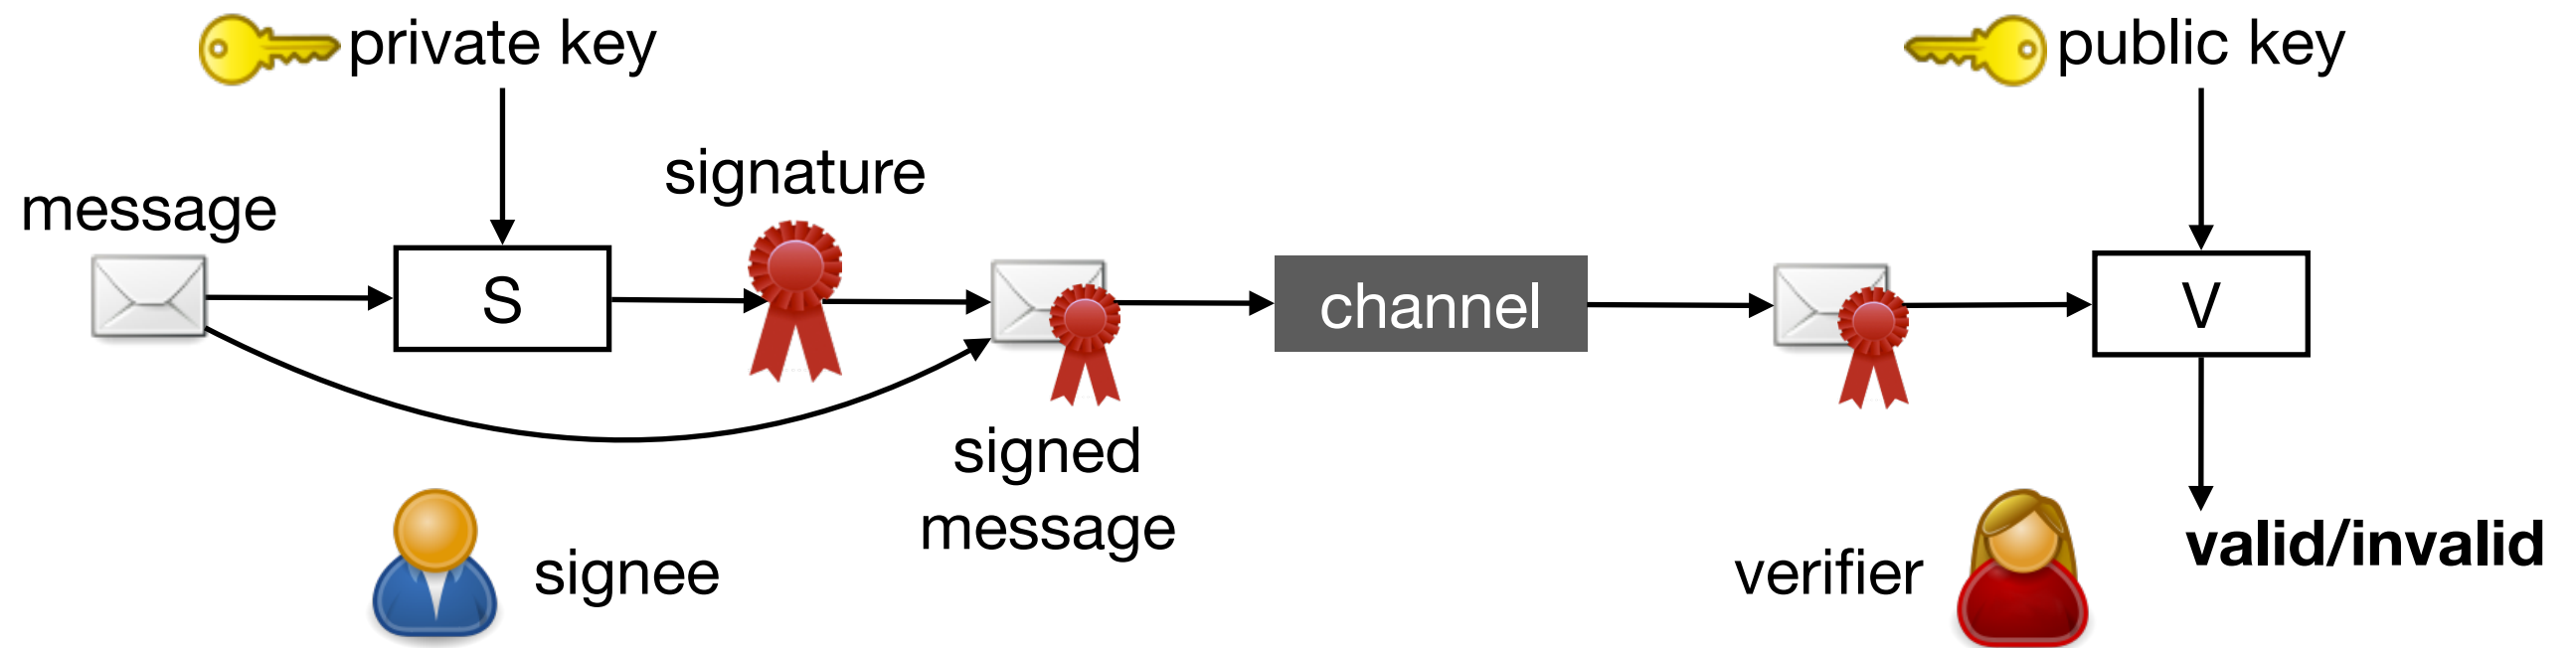 private key
public key
signature
message
S
channel
V
signed
message
signee
verifier
valid/invalid